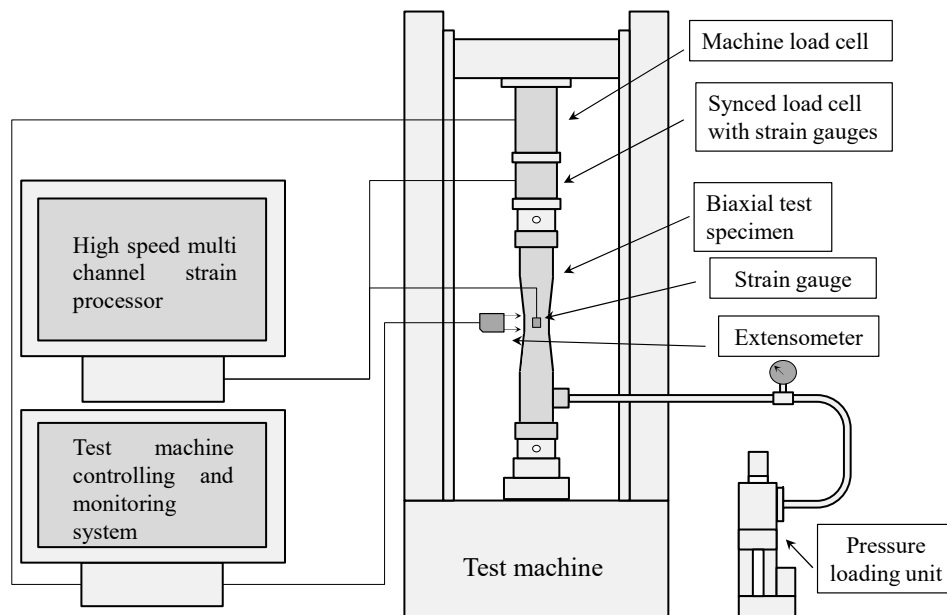 Machine load cell
Synced load cell
with strain gauges
Biaxial test
specimen
Strain gauge
Extensometer
High speed multi
channel strain
processor
Test machine
controlling and
monitoring
system
Test machine
Pressure
loading unit